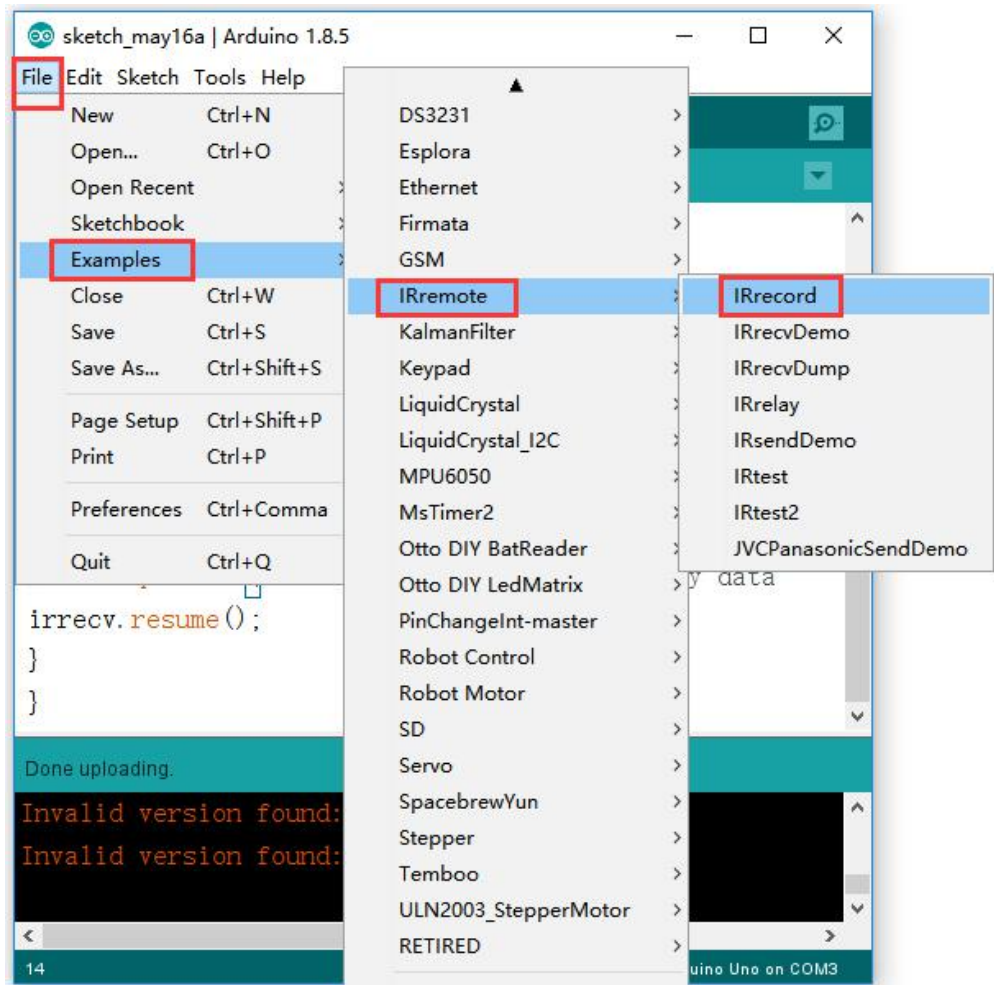 sketch_may16a | Arduino 1.8.5
File Edit Sketch Tools Help
New Ctrl+N
Open... Ctrl+O
Open Recent
Sketchbook
Examples
Close Ctrl+W
Save Ctrl+S
Save As... Ctrl+Shift+S
Page Setup Ctrl+Shift+P
Print Ctrl+P
Preferences Ctrl+Comma
Quit Ctrl+Q
DS3231
Esplora
Ethernet
Firmata
GSM
IRremote
KalmanFilter
Keypad
LiquidCrystal
LiquidCrystal_I2C
MPU6050
MsTimer2
Otto DIY BatReader
Otto DIY LedMatrix
PinChangeInt-master
Robot Control
Robot Motor
SD
Servo
SpacebrewYun
Stepper
Temboo
ULN2003_StepperMotor
RETIRED
IRrecord
IRrecvDemo
IRrecvDump
IRrelay
IRsendDemo
IRtest
IRtest2
JVCPanasonicSendDemo
y data
irrecv.resume();
}
}
Done uploading.
Invalid version found:
Invalid version found:
14 uino Uno on COM3